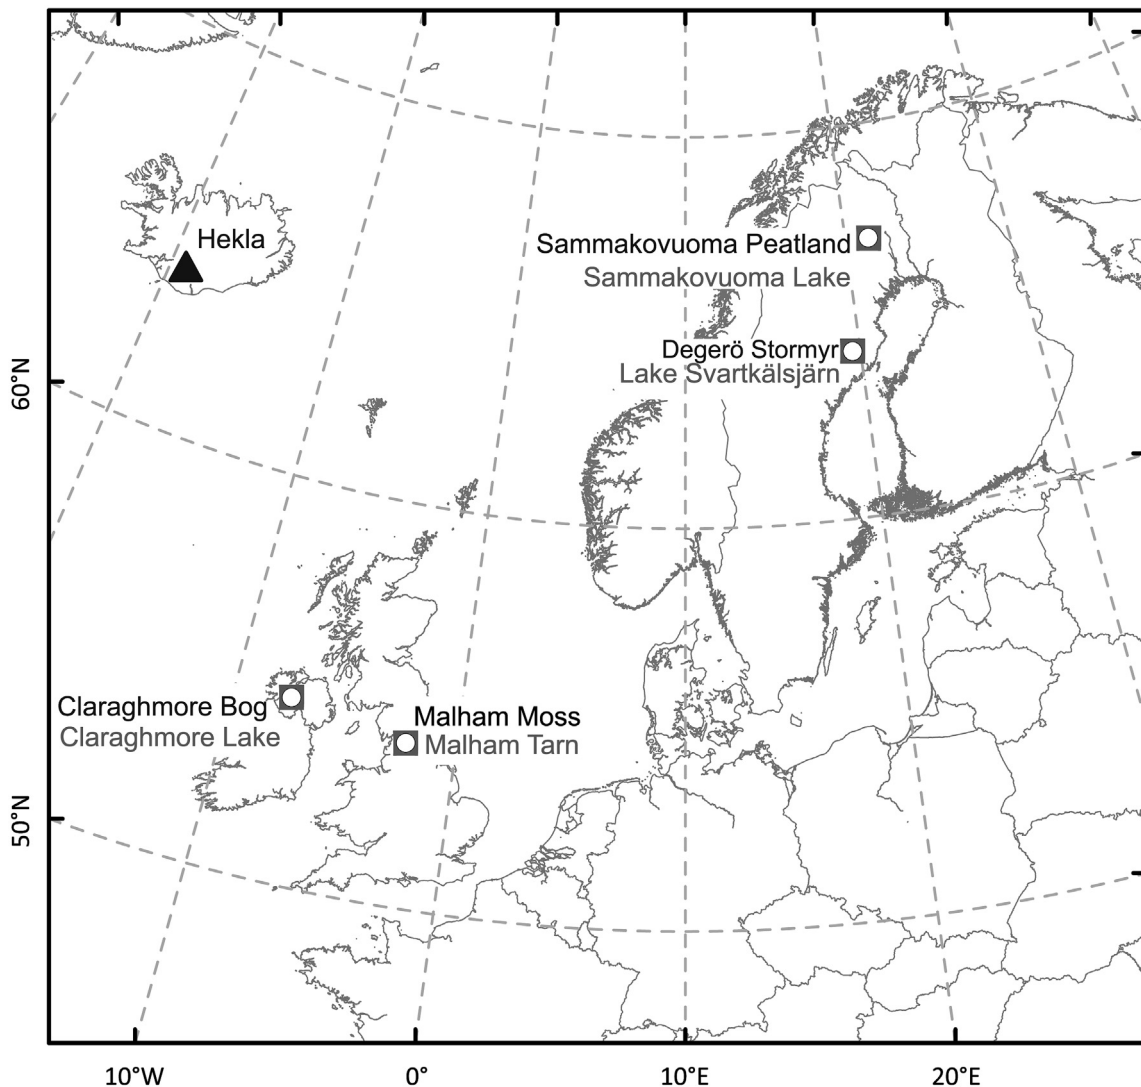 Hekla
Sammakovuoma Peatland
Sammakovuoma Lake
Degerö Stormyr
Lake Svartkälsjärn
60°N
Claraghmore Bog
Claraghmore Lake
Malham Moss
Malham Tarn
50°N
10°W
0°
10°E
20°E